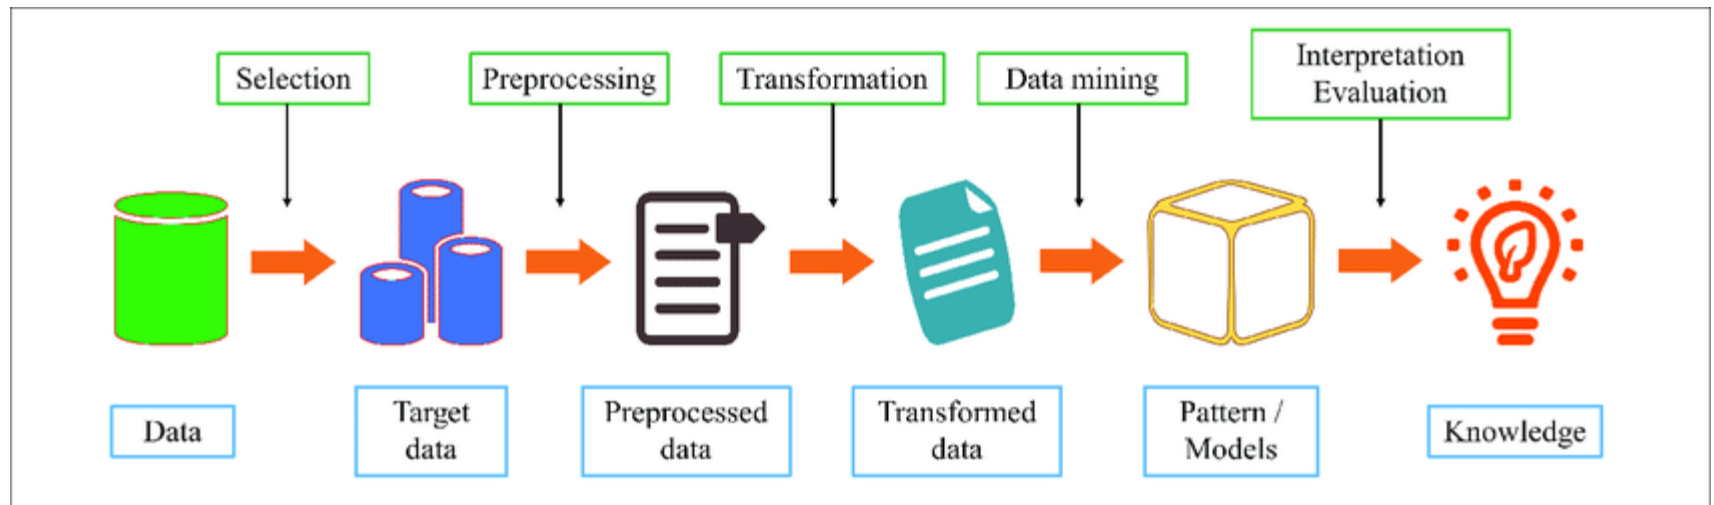 Selection
Preprocessing
Transformation
Data mining
Interpretation
Evaluation
Data
Target
data
Preprocessed
data
Transformed
data
Pattern /
Models
Knowledge